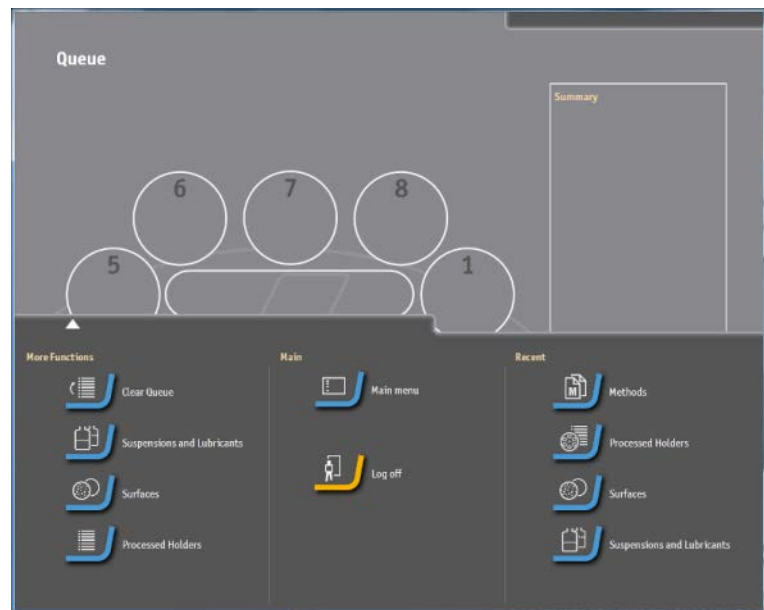 Queue
Summary
6
7
8
5
1
More Functions
Main
Recent
Clear Queue
Main menu
M
Methods
Suspensions and Lubricants
Processed Holders
Log off
Surfaces
Surfaces
Processed Holders
Suspensions and Lubricants